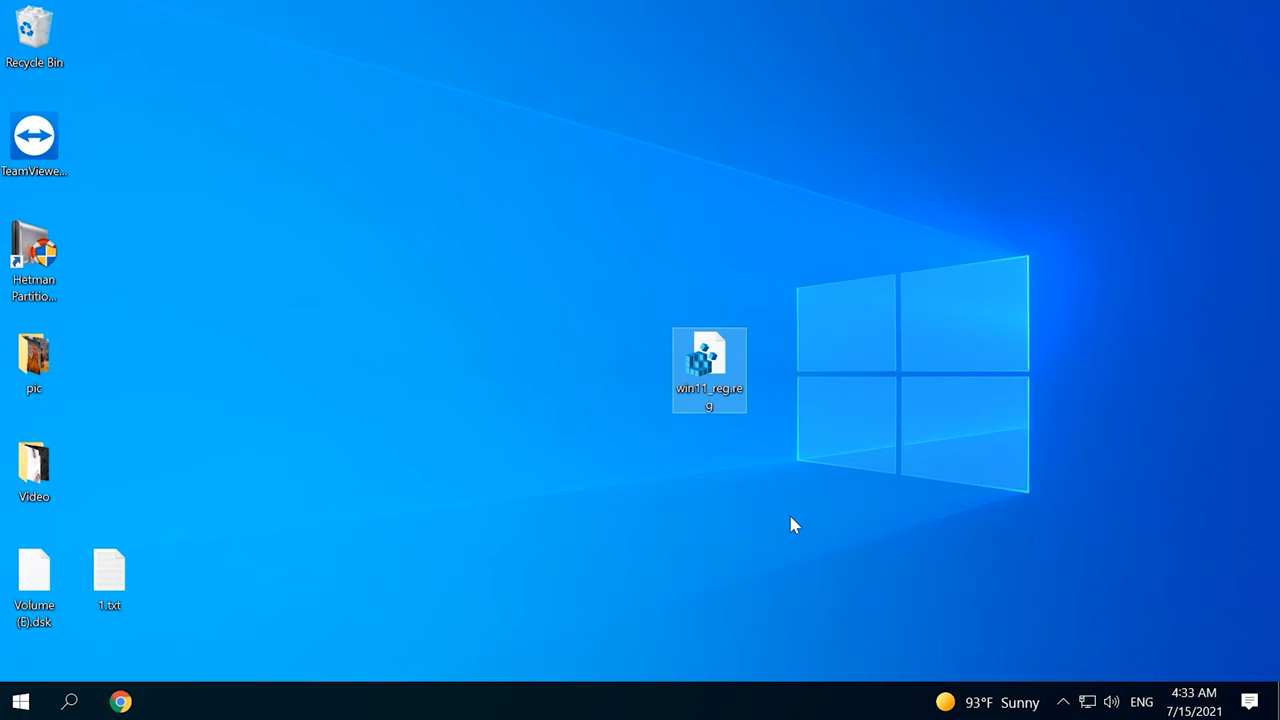 Recycle Bin
TeamViewe...
Hetman
Partitio...
pic
Video
Volume
(E).dsk
1.txt
win11_reg.re
g
93°F Sunny
ENG
4:33 AM
7/15/2021